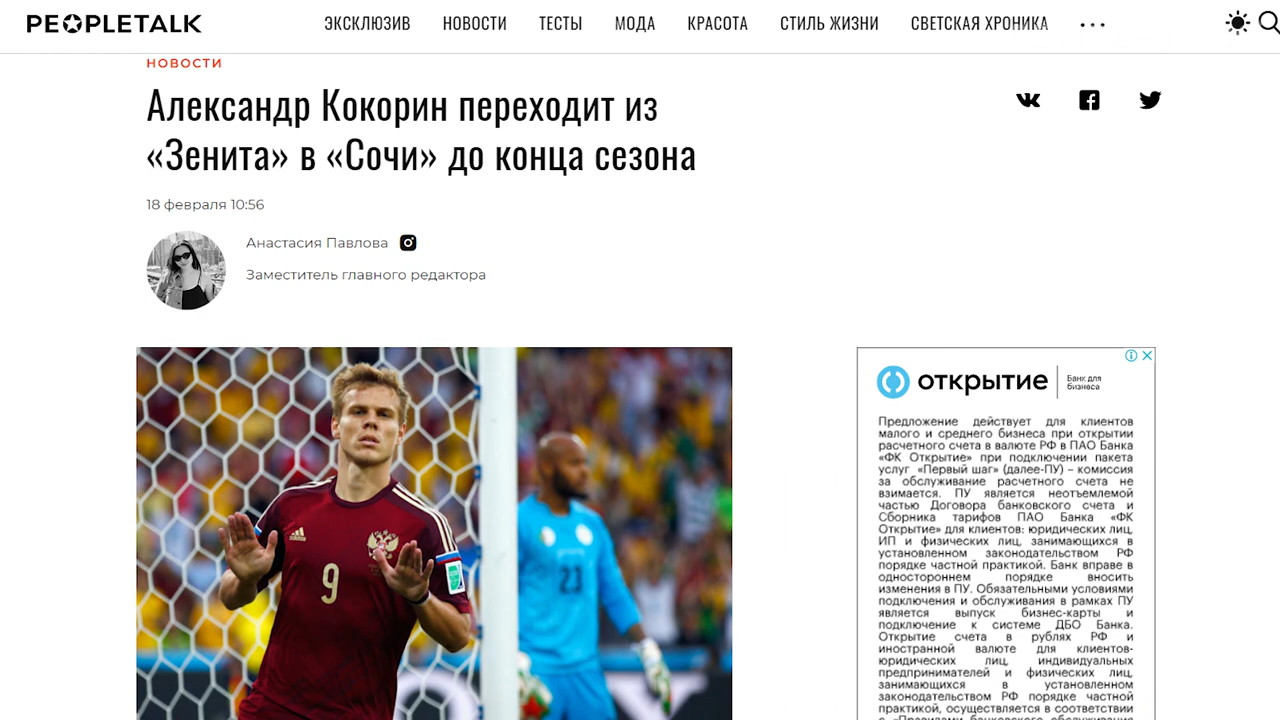 PEOPLETALK
ЭКСКЛЮЗИВ НОВОСТИ ТЕСТЫ МОДА КРАСОТА СТИЛЬ ЖИЗНИ СВЕТСКАЯ ХРОНИКА
НОВОСТИ
Александр Кокорин переходит из
«Зенита» в «Сочи» до конца сезона
18 февраля 10:56
Анастасия Павлова
Заместитель главного редактора
adidas
9
23
открытие
Банк для
бизнеса
Предложение действует для клиентов
малого и среднего бизнеса при открытии
расчетного счета в валюте РФ в ПАО Банка
«ФК Открытие» при подключении пакета
услуг «Первый шаг» (далее-ПУ) – комиссия
за обслуживание расчетного счета не
взимается. ПУ является неотъемлемой
частью Договора банковского счета и
Сборника тарифов ПАО Банка «ФК
Открытие» для клиентов: юридических лиц,
ИП и физических лиц, занимающихся в
установленном законодательством РФ
порядке частной практикой. Банк вправе в
одностороннем порядке вносить
изменения в ПУ. Обязательными условиями
подключения и обслуживания в рамках ПУ
является выпуск бизнес-карты и
подключение к системе ДБО Банка.
Открытие счета в рублях РФ и
иностранной валюте для клиентов-
юридических лиц, индивидуальных
предпринимателей и физических лиц,
занимающихся в установленном
законодательством РФ порядке частной
практикой, осуществляется в соответствии
с «Правилами банковского обслуживания